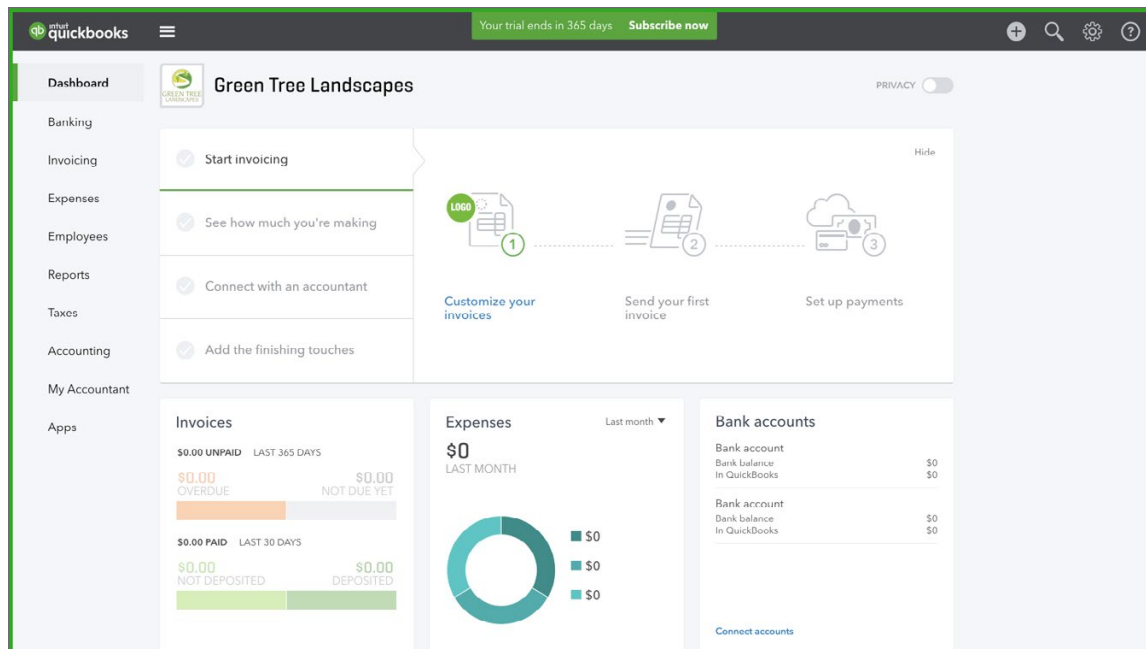 intuit
qb quickbooks
Your trial ends in 365 days Subscribe now
Dashboard
Banking
Invoicing
Expenses
Employees
Reports
Taxes
Accounting
My Accountant
Apps
GREEN TREE
LANDSCAPES
Green Tree Landscapes
PRIVACY
Start invoicing
See how much you're making
Connect with an accountant
Add the finishing touches
Hide
LOGO
1
2
3
Customize your
invoices
Send your first
invoice
Set up payments
Invoices
$0.00 UNPAID LAST 365 DAYS
$0.00 $0.00
OVERDUE NOT DUE YET
$0.00 PAID LAST 30 DAYS
$0.00 $0.00
NOT DEPOSITED DEPOSITED
Expenses Last month
$0
LAST MONTH
$0
$0
$0
Bank accounts
Bank account
Bank balance $0
In QuickBooks $0
Bank account
Bank balance $0
In QuickBooks $0
Connect accounts